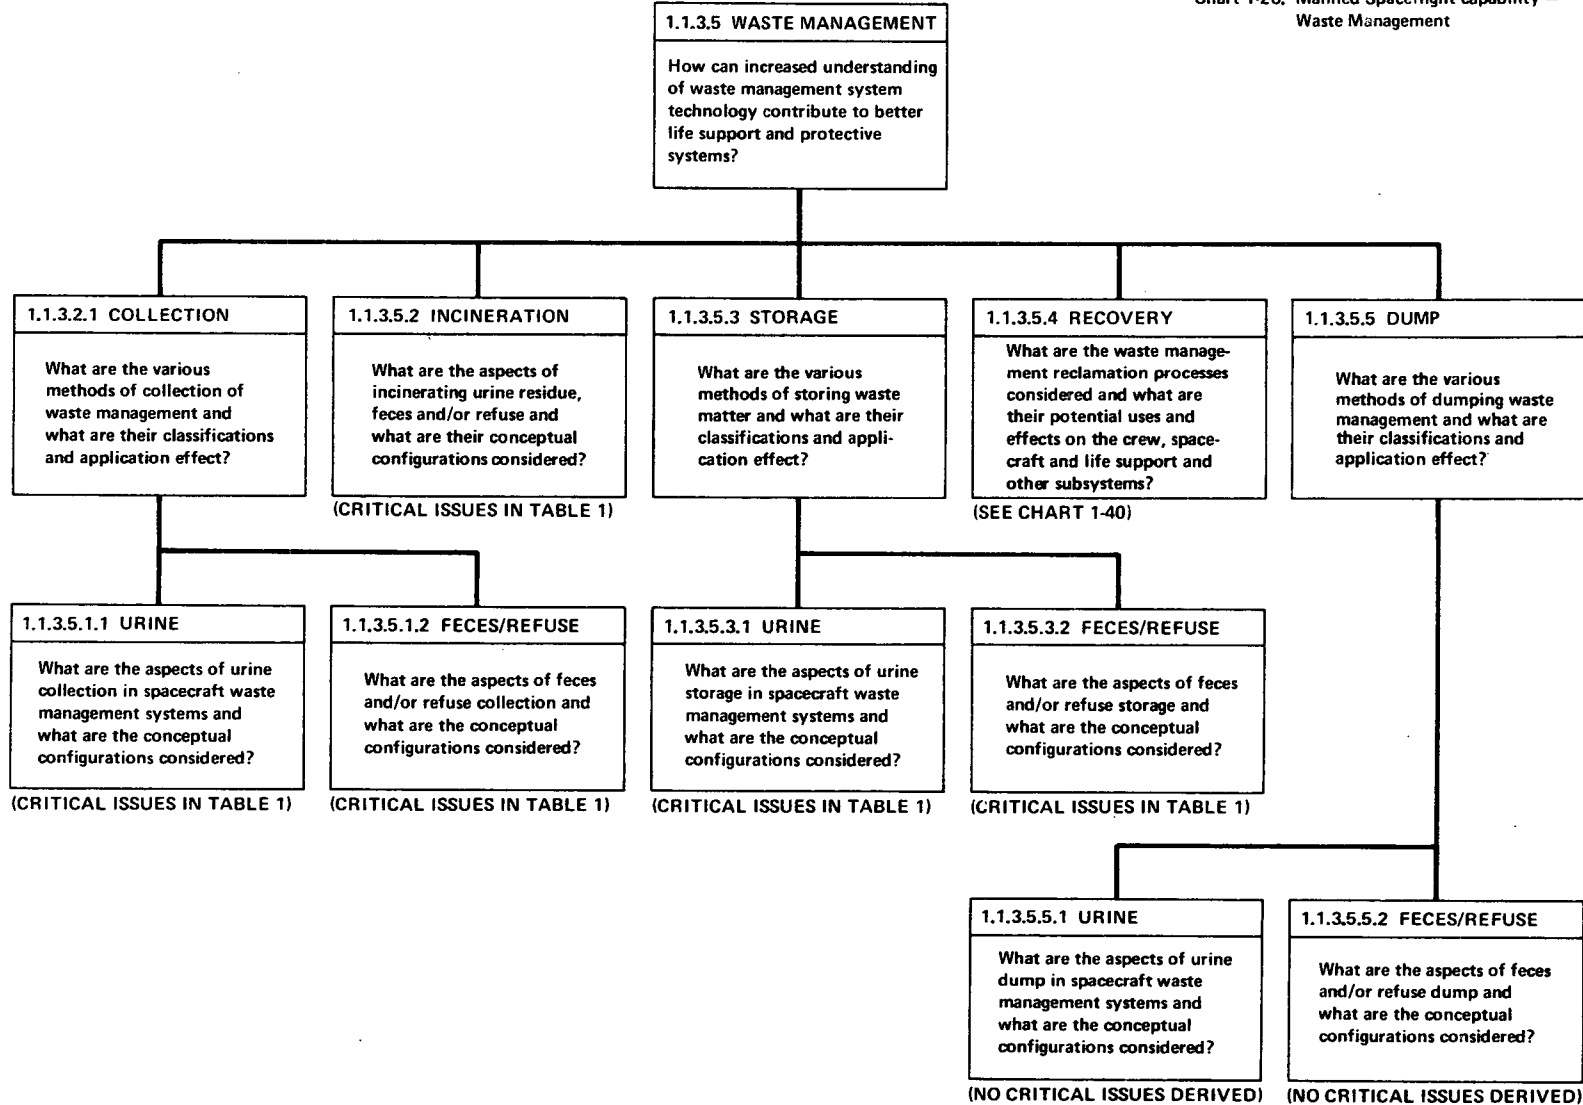 Waste Management
1.1.3.5 WASTE MANAGEMENT
How can increased understanding
of waste management system
technology contribute to better
life support and protective
systems?
1.1.3.2.1 COLLECTION
What are the various
methods of collection of
waste management and
what are their classifications
and application effect?
1.1.3.5.2 INCINERATION
What are the aspects of
incinerating urine residue,
feces and/or refuse and
what are their conceptual
configurations considered?
(CRITICAL ISSUES IN TABLE 1)
1.1.3.5.3 STORAGE
What are the various
methods of storing waste
matter and what are their
classifications and appli-
cation effect?
1.1.3.5.4 RECOVERY
What are the waste manage-
ment reclamation processes
considered and what are
their potential uses and
effects on the crew, space-
craft and life support and
other subsystems?
(SEE CHART 1-40)
1.1.3.5.5 DUMP
What are the various
methods of dumping waste
management and what are
their classifications and
application effect?
1.1.3.5.1.1 URINE
What are the aspects of urine
collection in spacecraft waste
management systems and
what are the conceptual
configurations considered?
(CRITICAL ISSUES IN TABLE 1)
1.1.3.5.1.2 FECES/REFUSE
What are the aspects of feces
and/or refuse collection and
what are the conceptual
configurations considered?
(CRITICAL ISSUES IN TABLE 1)
1.1.3.5.3.1 URINE
What are the aspects of urine
storage in spacecraft waste
management systems and
what are the conceptual
configurations considered?
(CRITICAL ISSUES IN TABLE 1)
1.1.3.5.3.2 FECES/REFUSE
What are the aspects of feces
and/or refuse storage and
what are the conceptual
configurations considered?
(CRITICAL ISSUES IN TABLE 1)
1.1.3.5.5.1 URINE
What are the aspects of urine
dump in spacecraft waste
management systems and
what are the conceptual
configurations considered?
(NO CRITICAL ISSUES DERIVED)
1.1.3.5.5.2 FECES/REFUSE
What are the aspects of feces
and/or refuse dump and
what are the conceptual
configurations considered?
(NO CRITICAL ISSUES DERIVED)